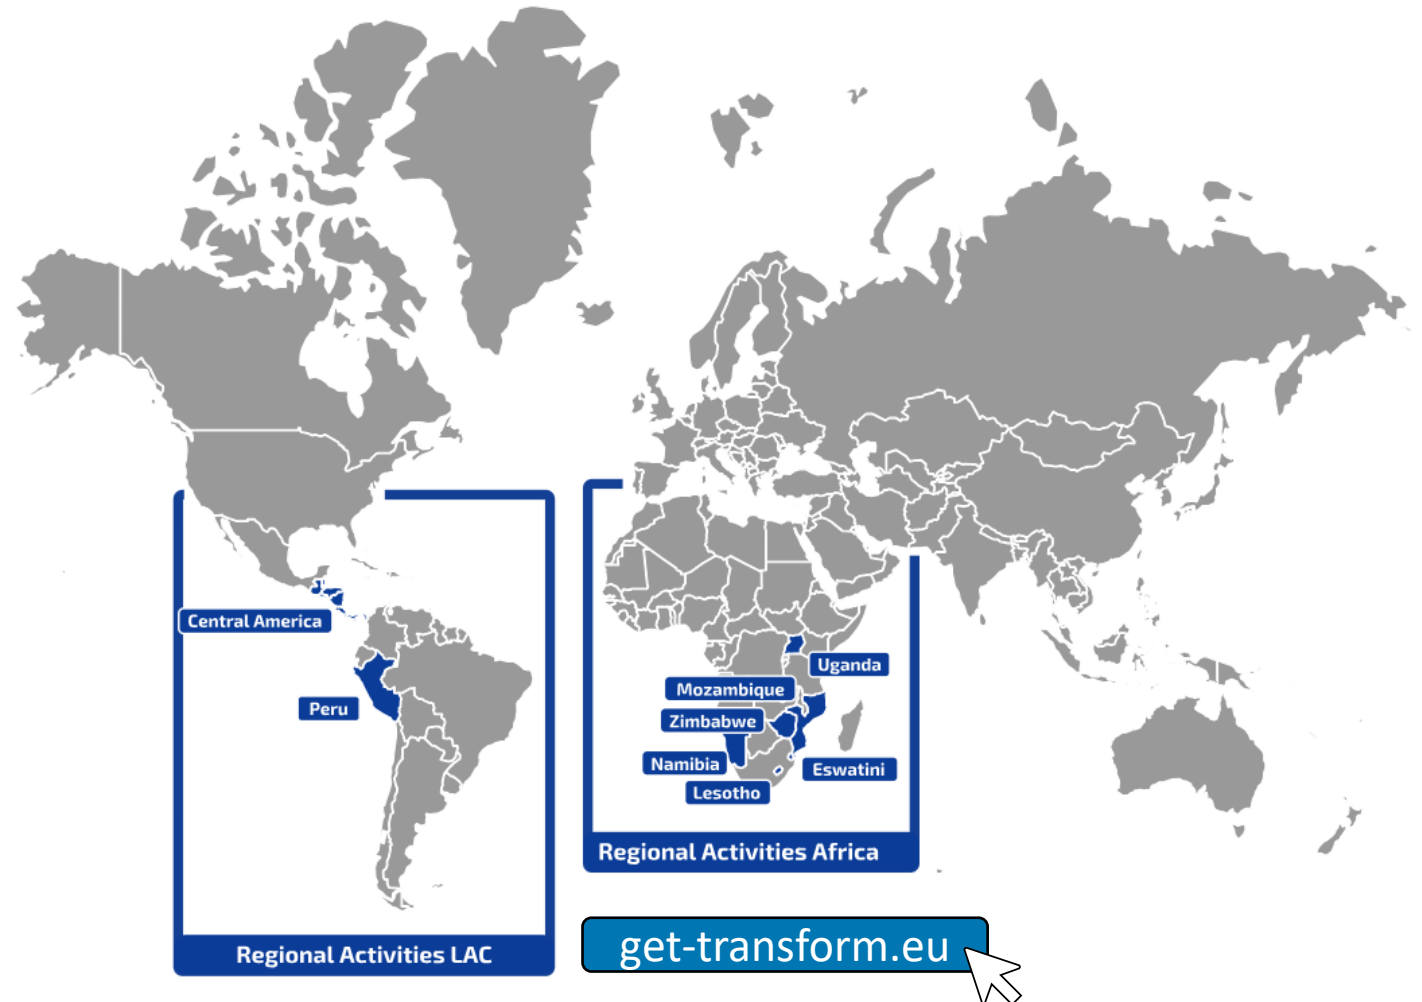 Central America
Peru
Regional Activities LAC
Uganda
Mozambique
Zimbabwe
Namibia
Eswatini
Lesotho
Regional Activities Africa
get-transform.eu